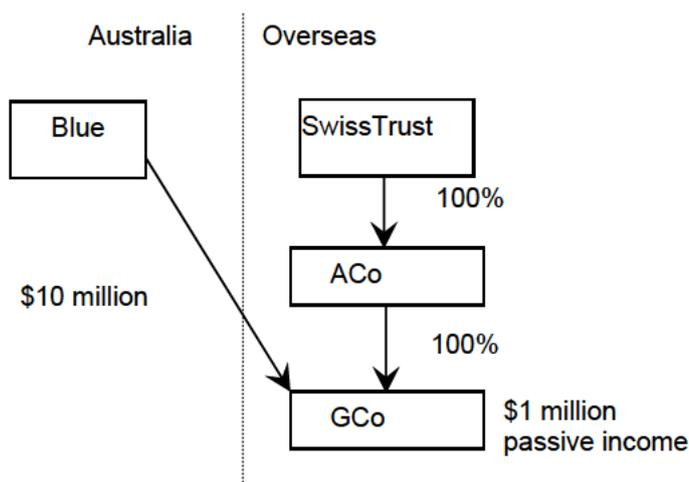 Australia
Overseas
Blue
SwissTrust
100%
ACo
$10 million
100%
GCo
$1 million
passive income